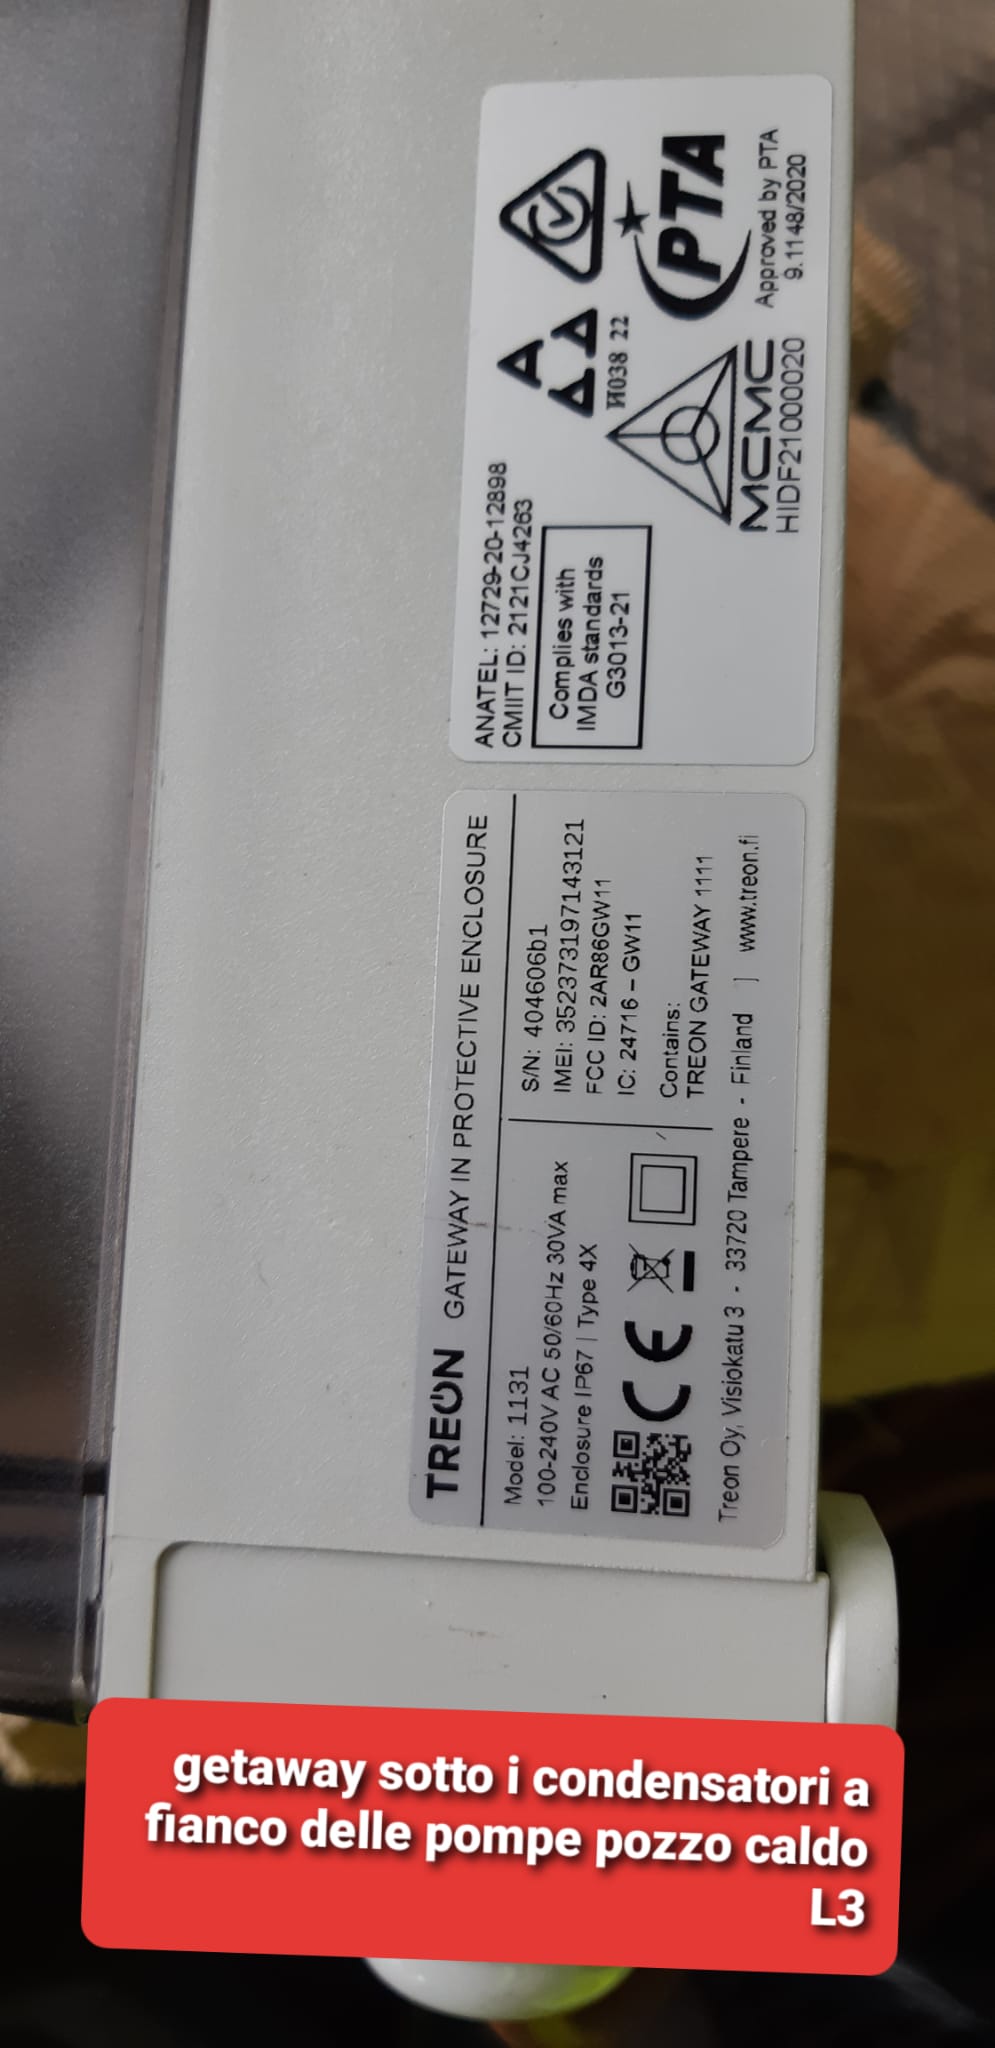 TREON GATEWAY IN PROTECTIVE ENCLOSURE
Model: 1131
100-240V AC 50/60Hz 30VA max
Enclosure IP67 | Type 4X
CE
S/N: 404606b1
IMEI: 352373197143121
FCC ID: 2AR86GW11
IC: 24716 – GW11
Contains:
TREON GATEWAY 1111
Treon Oy, Visiokatu 3 - 33720 Tampere - Finland ] www.treon.fi
ANATEL: 12729-20-12898
CMIIT ID: 2121CJ4263
Complies with
IMDA standards
G3013-21
И038 22
MCMC
HIDF21000020
PTA
Approved by PTA
9.1148/2020
getaway sotto i condensatori a
fianco delle pompe pozzo caldo
L3